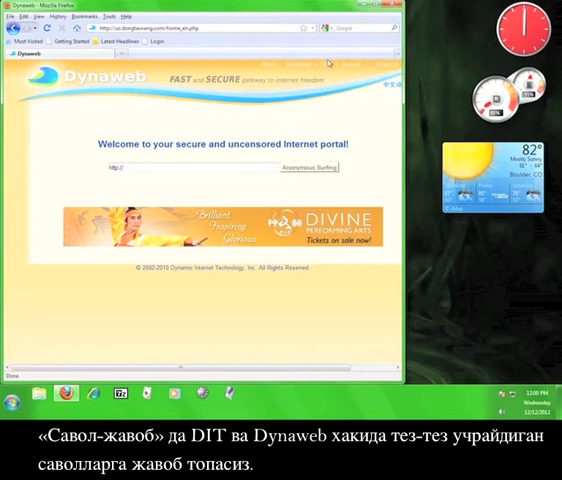 Dynaweb - Mozilla Firefox
File Edit View History Bookmarks Tools Help
http://us.dongtaiwang.com/home_en.php
Google
Most Visited Getting Started Latest Headlines Login
Dynaweb
Dynaweb
FAST and SECURE gateway to internet freedom
中文
Welcome to your secure and uncensored Internet portal!
http://
Anonymous Surfing
Brilliant
Inspiring
Glorious
DIVINE
PERFORMING ARTS
Tickets on sale now!
© 2002-2010 Dynamic Internet Technology, Inc. All Rights Reserved
Done
82°
Mostly Sunny
Boulder, CO
12:00 PM
Wednesday
12/12/2012
«Савол-жавоб» да DIT ва Dynaweb хакида тез-тез учрайдиган
саволларга жавоб топасиз.